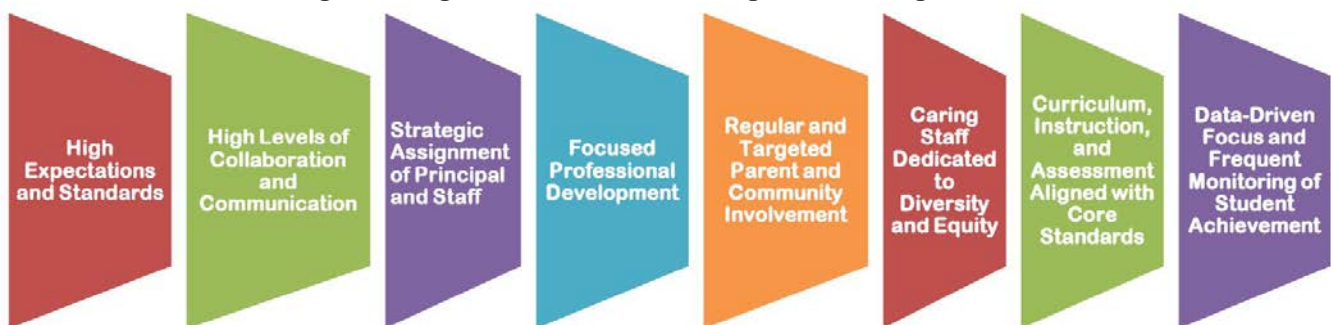 High
Expectations
and Standards
High Levels of
Collaboration
and
Communication
Strategic
Assignment
of Principal
and Staff
Focused
Professional
Development
Regular and
Targeted
Parent and
Community
Involvement
Caring
Staff
Dedicated
to
Diversity
and Equity
Curriculum,
Instruction,
and
Assessment
Aligned with
Core
Standards
Data-Driven
Focus and
Frequent
Monitoring of
Student
Achievement